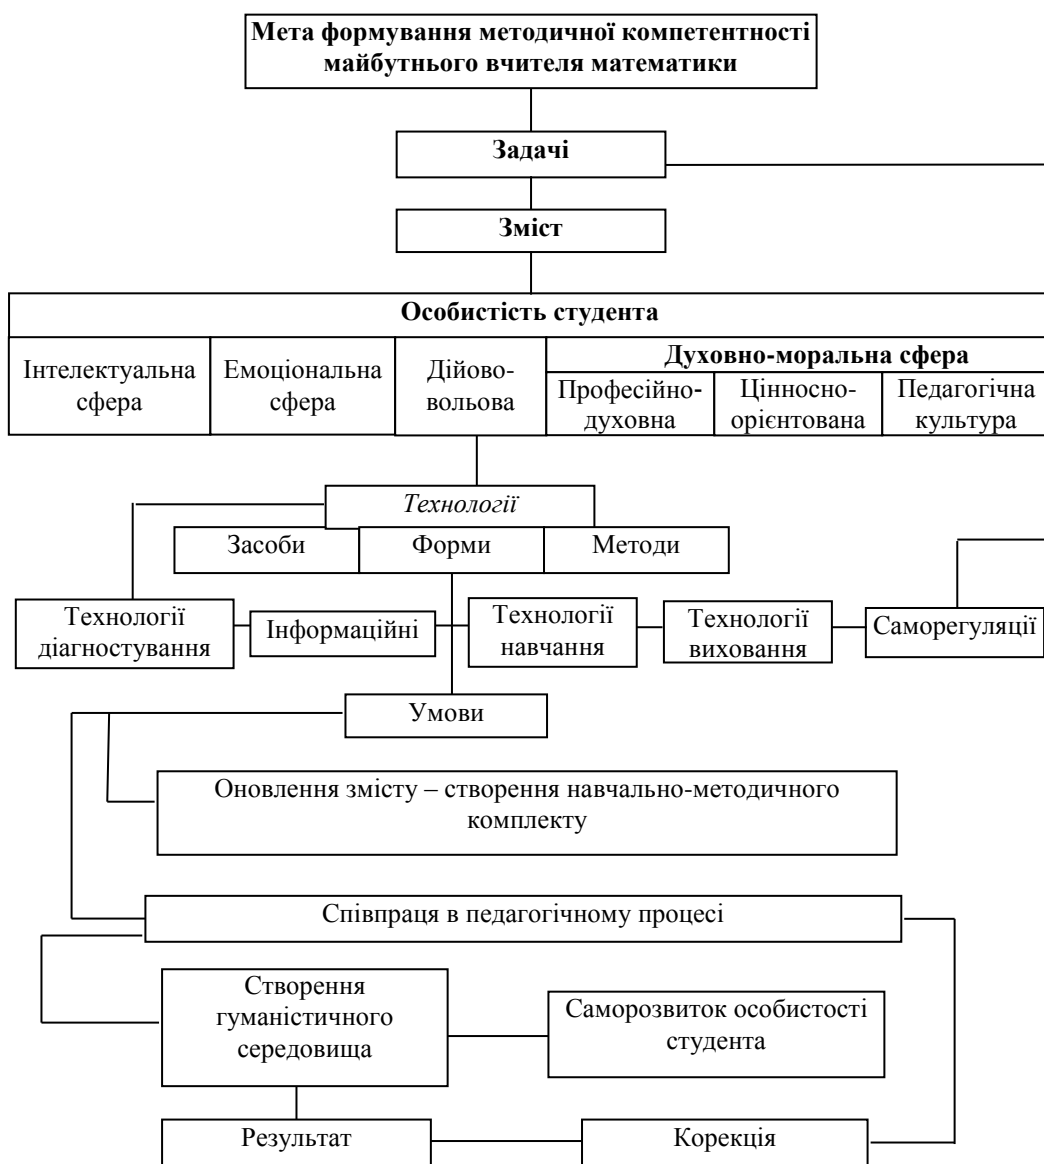 Мета формування методичної компетентності
майбутнього вчителя математики
Задачі
Зміст
Особистість студента
Інтелектуальна
сфера
Емоціональна
сфера
Дійово-
вольова
Духовно-моральна сфера
Професійно-
духовна
Цінносно-
орієнтована
Педагогічна
культура
Технології
Засоби
Форми
Методи
Технології
діагностування
Інформаційні
Технології
навчання
Технології
виховання
Саморегуляції
Умови
Оновлення змісту – створення навчально-методичного
комплекту
Співпраця в педагогічному процесі
Створення
гуманістичного
середовища
Саморозвиток особистості
студента
Результат
Корекція